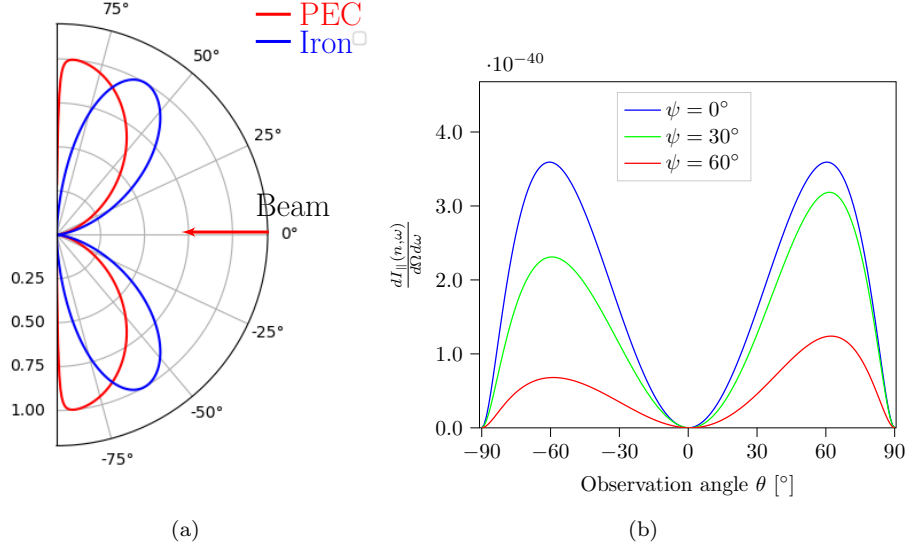 75°
PEC
Iron
50°
25°
Beam
0°
0.25
0.50
0.75
1.00
-25°
-50°
-75°
(a)
·10⁻⁴⁰
ψ = 0°
ψ = 30°
ψ = 60°
4.0
3.0
2.0
1.0
0.0
dI∥(n,ω)
dΩdω
−90 −60 −30 0 30 60 90
Observation angle θ [°]
(b)